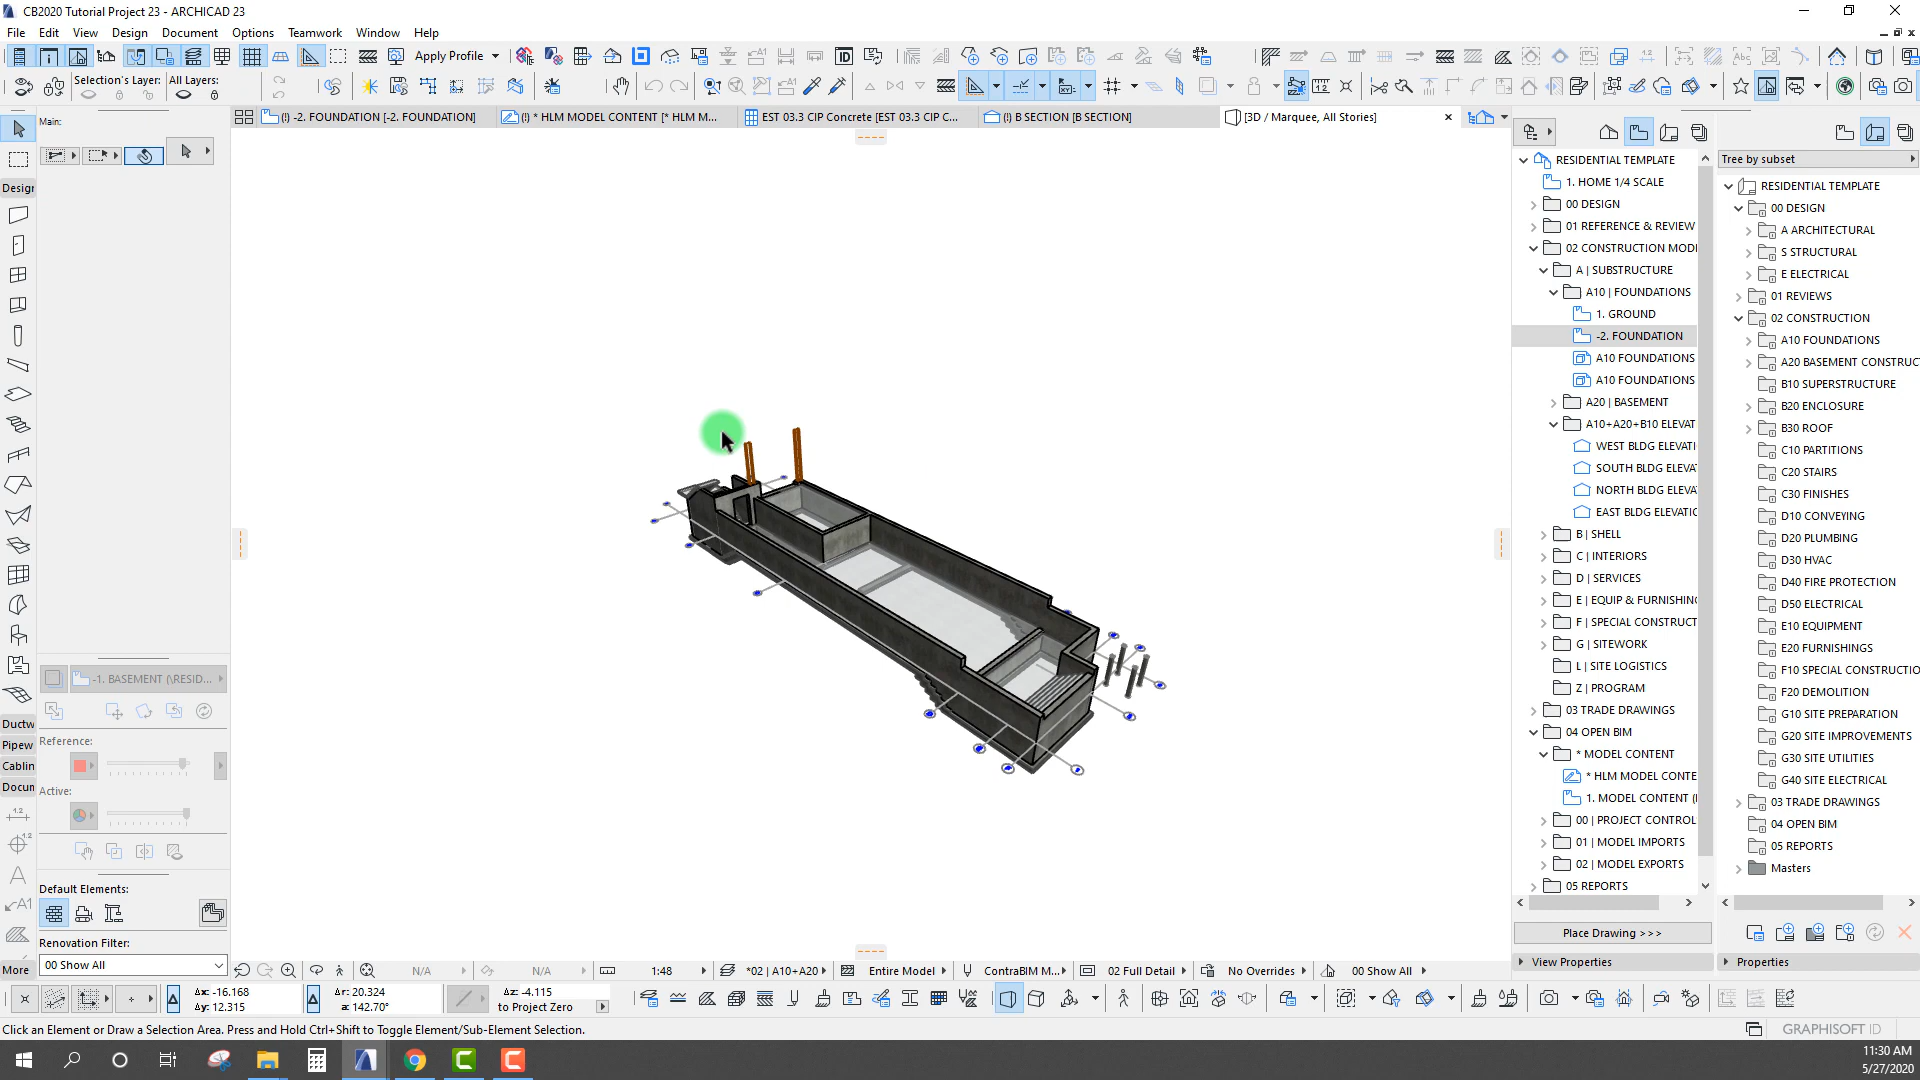 CB2020 Tutorial Project 23 - ARCHICAD 23
File Edit View Design Document Options Teamwork Window Help
Apply Profile
Selection's Layer: All Layers:
(!) -2. FOUNDATION [-2. FOUNDATION]
(!) * HLM MODEL CONTENT [* HLM M...
EST 03.3 CIP Concrete [EST 03.3 CIP C...
(!) B SECTION [B SECTION]
[3D / Marquee, All Stories]
Main:
Design
Ductw
Pipew
Cablin
Docum
More
-1. BASEMENT (\RESID...
Reference:
Active:
Default Elements:
Renovation Filter:
00 Show All
RESIDENTIAL TEMPLATE
1. HOME 1/4 SCALE
00 DESIGN
01 REFERENCE & REVIEW
02 CONSTRUCTION MODE
A | SUBSTRUCTURE
A10 | FOUNDATIONS
1. GROUND
-2. FOUNDATION
A10 FOUNDATIONS
A10 FOUNDATIONS
A20 | BASEMENT
A10+A20+B10 ELEVAT
WEST BLDG ELEVATI
SOUTH BLDG ELEVA
NORTH BLDG ELEVA
EAST BLDG ELEVATIO
B | SHELL
C | INTERIORS
D | SERVICES
E | EQUIP & FURNISHING
F | SPECIAL CONSTRUCT
G | SITEWORK
L | SITE LOGISTICS
Z | PROGRAM
03 TRADE DRAWINGS
04 OPEN BIM
* MODEL CONTENT
* HLM MODEL CONTE
1. MODEL CONTENT (
00 | PROJECT CONTROL
01 | MODEL IMPORTS
02 | MODEL EXPORTS
05 REPORTS
Place Drawing >>>
View Properties
Tree by subset
RESIDENTIAL TEMPLATE
00 DESIGN
A ARCHITECTURAL
S STRUCTURAL
E ELECTRICAL
01 REVIEWS
02 CONSTRUCTION
A10 FOUNDATIONS
A20 BASEMENT CONSTRUC
B10 SUPERSTRUCTURE
B20 ENCLOSURE
B30 ROOF
C10 PARTITIONS
C20 STAIRS
C30 FINISHES
D10 CONVEYING
D20 PLUMBING
D30 HVAC
D40 FIRE PROTECTION
D50 ELECTRICAL
E10 EQUIPMENT
E20 FURNISHINGS
F10 SPECIAL CONSTRUCTIO
F20 DEMOLITION
G10 SITE PREPARATION
G20 SITE IMPROVEMENTS
G30 SITE UTILITIES
G40 SITE ELECTRICAL
03 TRADE DRAWINGS
04 OPEN BIM
05 REPORTS
Masters
Properties
N/A N/A 1:48 *02 | A10+A20 Entire Model ContraBIM M... 02 Full Detail No Overrides 00 Show All
Δx: -16.168 Δr: 20.324 Δz: -4.115
Δy: 12.315 a: 142.70° to Project Zero
Click an Element or Draw a Selection Area. Press and Hold Ctrl+Shift to Toggle Element/Sub-Element Selection.
GRAPHISOFT ID
11:30 AM
5/27/2020